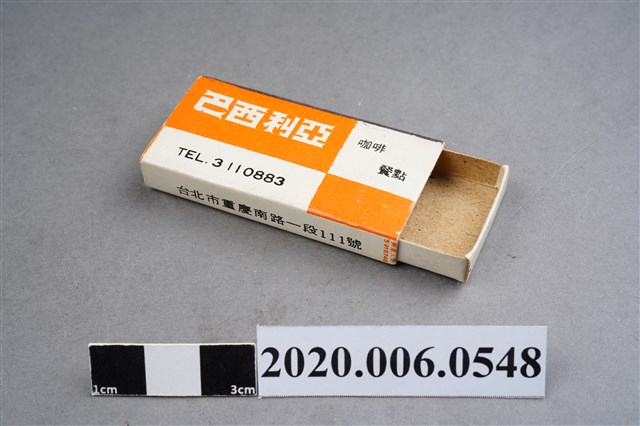 巴西利亞
咖啡
餐點
TEL. 3110883
台北市重慶南路一段111號
2020.006.0548
1cm
3cm